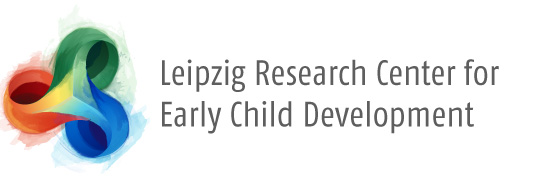 Leipzig Research Center for
Early Child Development